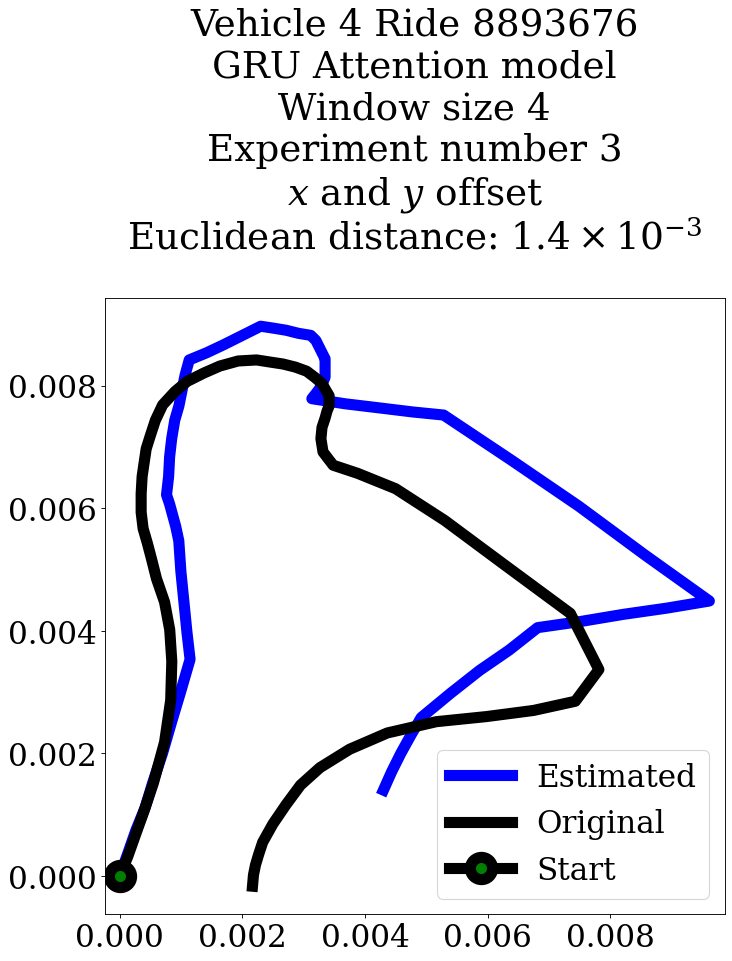 Vehicle 4 Ride 8893676
GRU Attention model
Window size 4
Experiment number 3
x and y offset
Euclidean distance: 1.4 × 10⁻³
0.008
0.006
0.004
0.002
0.000
Estimated
Original
Start
0.000 0.002 0.004 0.006 0.008